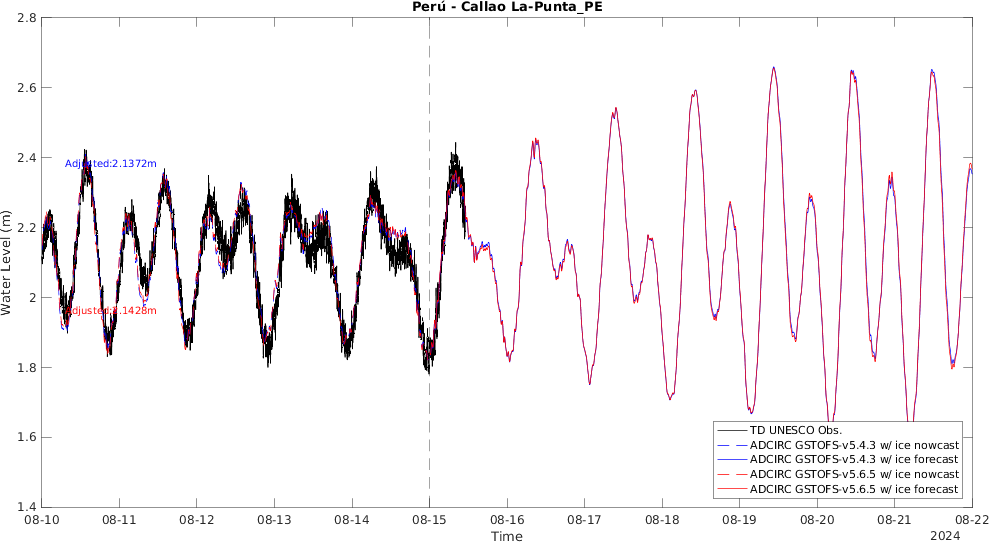 Perú - Callao La-Punta_PE
2.8
2.6
2.4
2.2
2
1.8
1.6
1.4
Water Level (m)
Adjusted:2.1372m
Adjusted:2.1428m
TD UNESCO Obs.
ADCIRC GSTOFS-v5.4.3 w/ ice nowcast
ADCIRC GSTOFS-v5.4.3 w/ ice forecast
ADCIRC GSTOFS-v5.6.5 w/ ice nowcast
ADCIRC GSTOFS-v5.6.5 w/ ice forecast
08-10 08-11 08-12 08-13 08-14 08-15 08-16 08-17 08-18 08-19 08-20 08-21 08-22
Time
2024